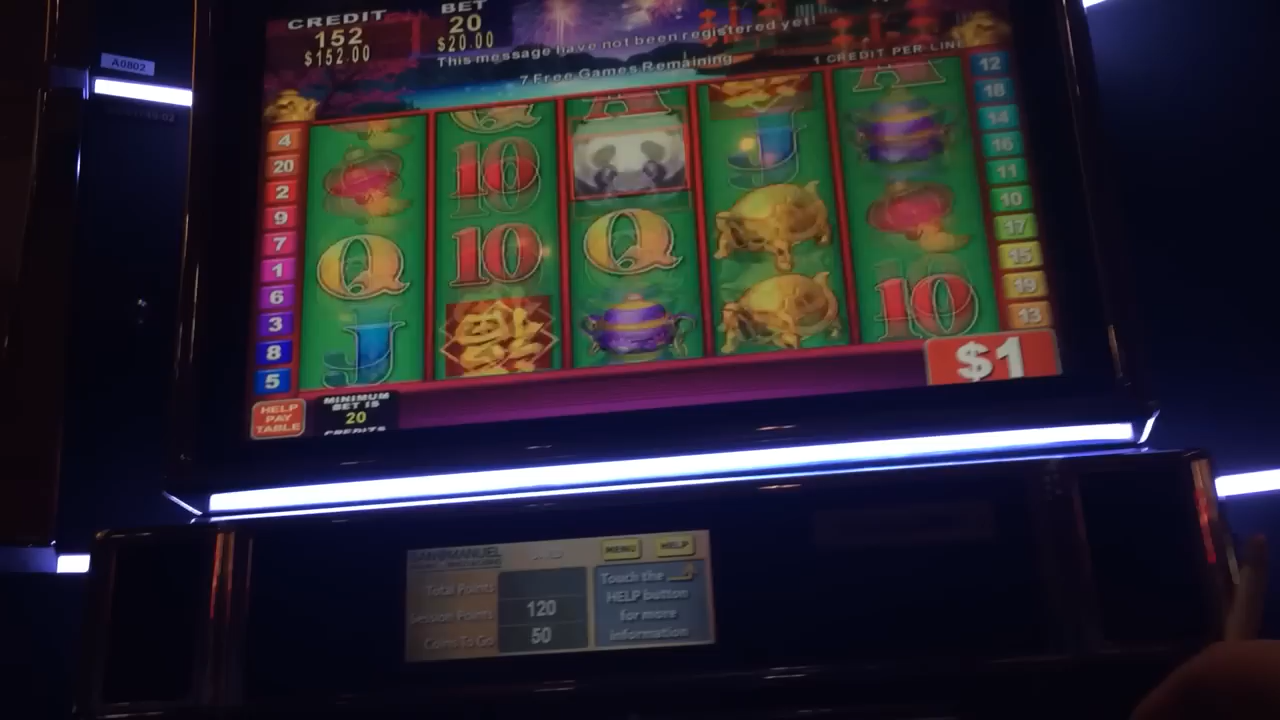 CREDIT
152
$152.00
BET
20
$20.00
This message have not been registered yet!
7 Free Games Remaining
1 CREDIT PER LINE
A0802
4
20
2
9
7
1
6
3
8
5
12
18
14
16
11
10
17
15
19
13
A
A
Q
10
J
10
Q
Q
J
10
$1
HELP
PAY
TABLE
MINIMUM
BET IS
20
CREDITS
SAN MANUEL
MENU
HELP
Total Points
Session Points
120
Coins To Go
50
Touch the
HELP button
for more
information